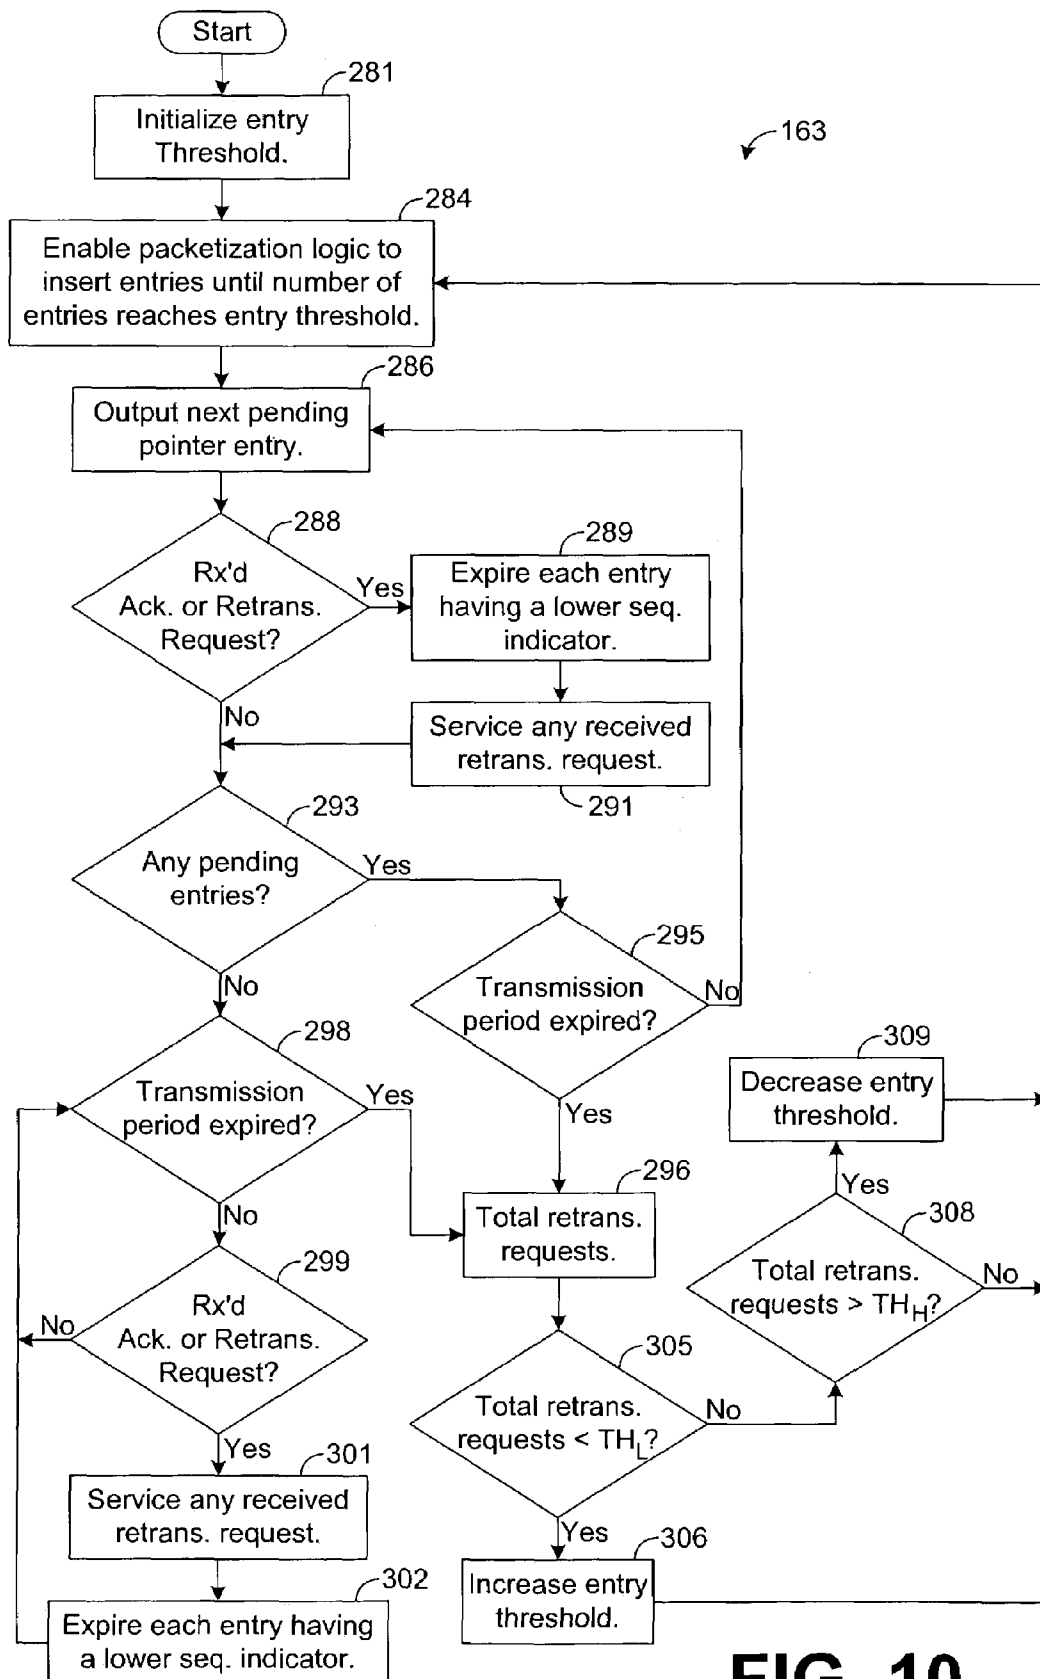 Start
281
Initialize entry
Threshold.
163
284
Enable packetization logic to
insert entries until number of
entries reaches entry threshold.
286
Output next pending
pointer entry.
288
Rx'd
Ack. or Retrans.
Request?
Yes
289
Expire each entry
having a lower seq.
indicator.
No
Service any received
retrans. request.
291
293
Any pending
entries?
Yes
295
Transmission
period expired?
No
No
298
Transmission
period expired?
Yes
Yes
309
Decrease entry
threshold.
296
Total retrans.
requests.
Yes
308
Total retrans.
requests > TH_H?
No
No
299
Rx'd
Ack. or Retrans.
Request?
No
305
Total retrans.
requests < TH_L?
No
Yes
301
Service any received
retrans. request.
Yes
306
Increase entry
threshold.
302
Expire each entry having
a lower seq. indicator.
FIG. 10